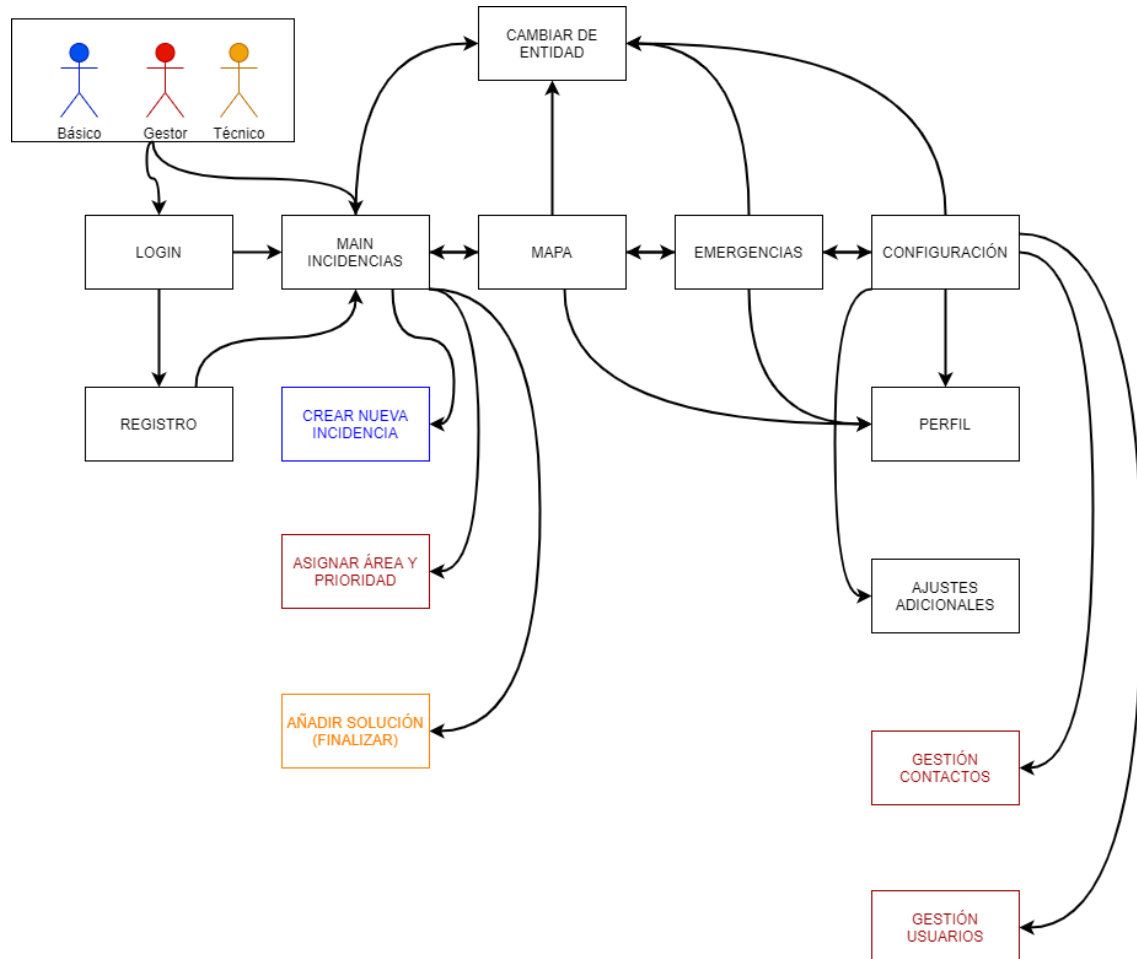 CAMBIAR DE
ENTIDAD
Básico
Gestor
Técnico
LOGIN
MAIN
INCIDENCIAS
MAPA
EMERGENCIAS
CONFIGURACIÓN
REGISTRO
CREAR NUEVA
INCIDENCIA
PERFIL
ASIGNAR ÁREA Y
PRIORIDAD
AJUSTES
ADICIONALES
AÑADIR SOLUCIÓN
(FINALIZAR)
GESTIÓN
CONTACTOS
GESTIÓN
USUARIOS